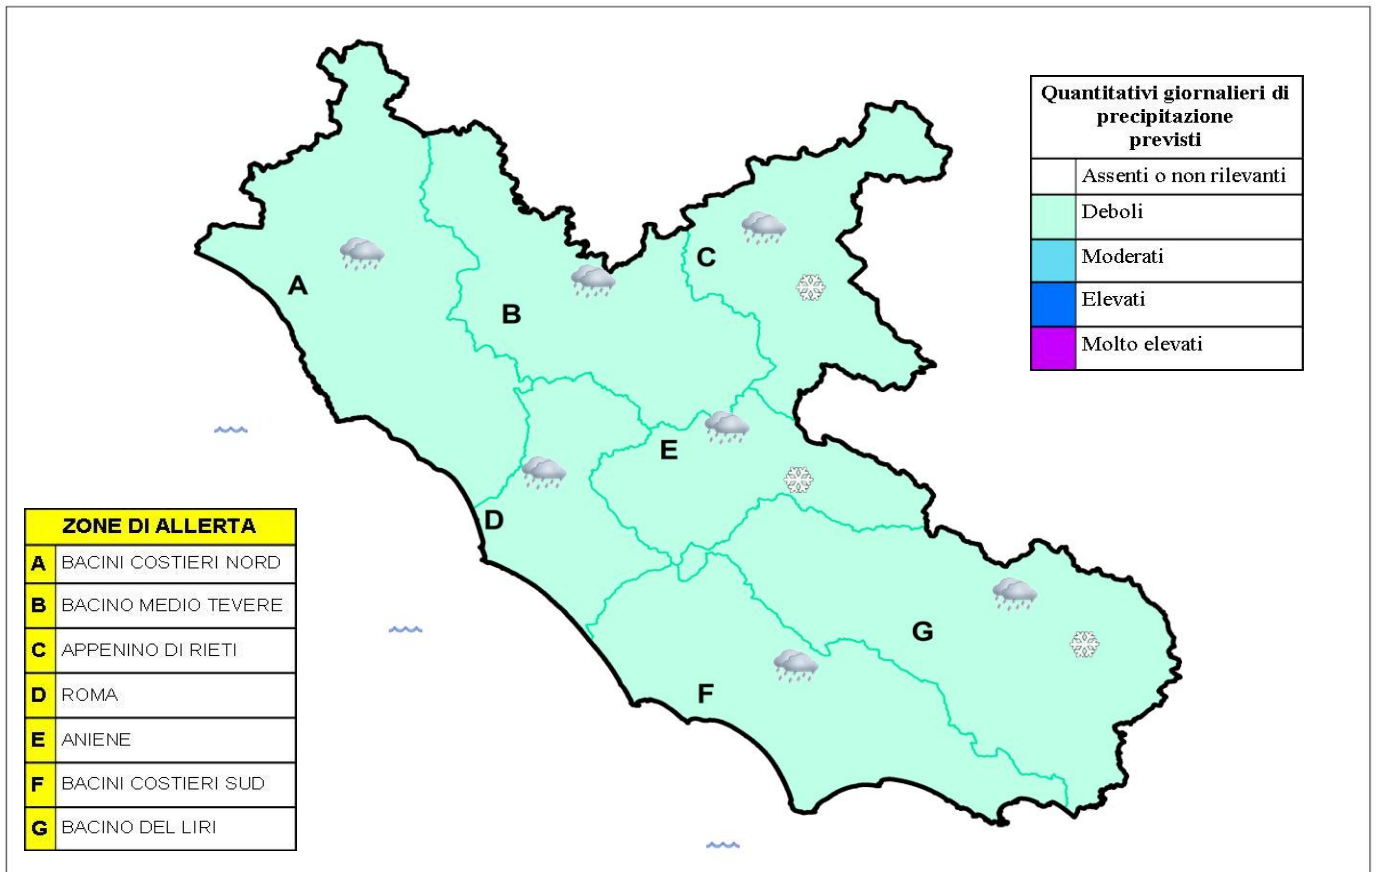 Quantitativi giornalieri di
precipitazione
previsti
Assenti o non rilevanti
Deboli
Moderati
Elevati
Molto elevati
A
B
C
D
E
F
G
ZONE DI ALLERTA
A BACINI COSTIERI NORD
B BACINO MEDIO TEVERE
C APPENINO DI RIETI
D ROMA
E ANIENE
F BACINI COSTIERI SUD
G BACINO DEL LIRI